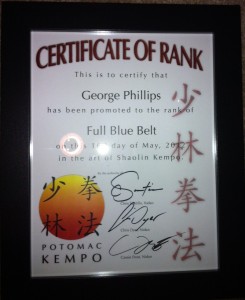 CERTIFICATE OF RANK
This is to certify that
George Phillips
has been promoted to the rank of
Full Blue Belt
on this day of May,
in the art of Shaolin Kempo
少林拳法
少 拳
林 法
POTOMAC
KEMPO